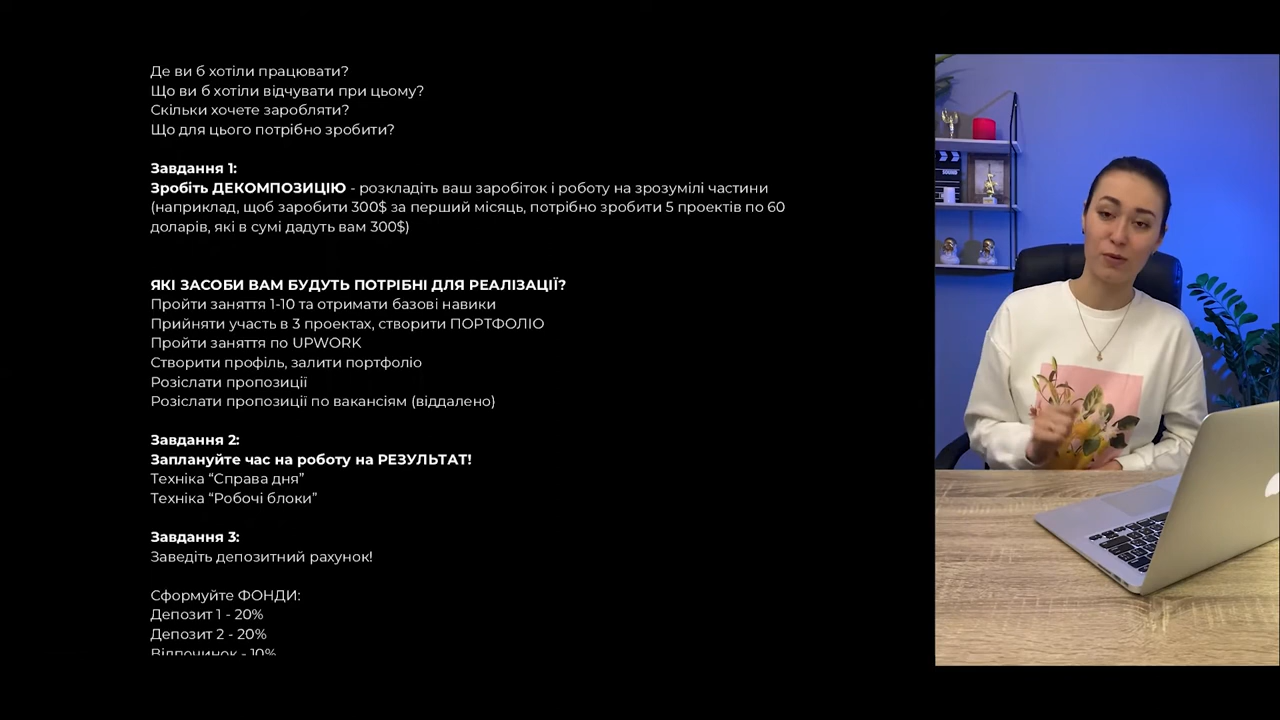 Де ви б хотіли працювати?
Що ви б хотіли відчувати при цьому?
Скільки хочете заробляти?
Що для цього потрібно зробити?
Завдання 1:
Зробіть ДЕКОМПОЗИЦІЮ - розкладіть ваш заробіток і роботу на зрозумілі частини
(наприклад, щоб заробити 300$ за перший місяць, потрібно зробити 5 проектів по 60
доларів, які в сумі дадуть вам 300$)
ЯКІ ЗАСОБИ ВАМ БУДУТЬ ПОТРІБНІ ДЛЯ РЕАЛІЗАЦІЇ?
Пройти заняття 1-10 та отримати базові навики
Прийняти участь в 3 проектах, створити ПОРТФОЛІО
Пройти заняття по UPWORK
Створити профіль, залити портфоліо
Розіслати пропозиції
Розіслати пропозиції по вакансіям (віддалено)
Завдання 2:
Заплануйте час на роботу на РЕЗУЛЬТАТ!
Техніка “Справа дня”
Техніка “Робочі блоки”
Завдання 3:
Заведіть депозитний рахунок!
Сформуйте ФОНДИ:
Депозит 1 - 20%
Депозит 2 - 20%
Відпочинок - 10%